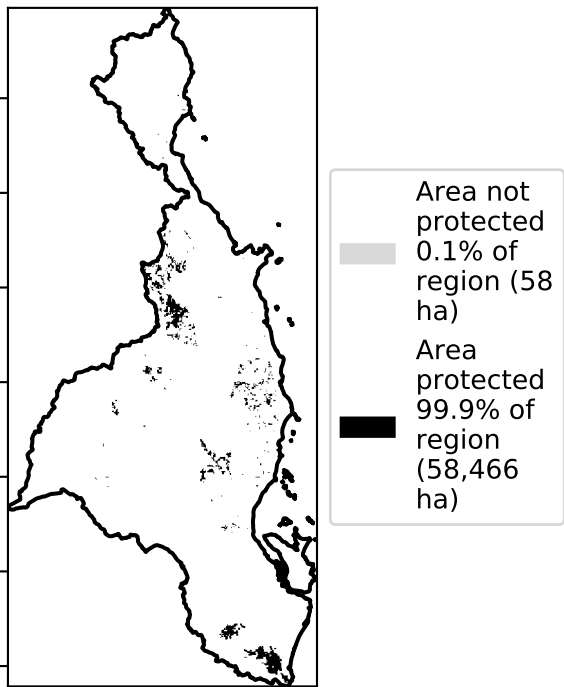 Area not
protected
0.1% of
region (58
ha)
Area
protected
99.9% of
region
(58,466
ha)